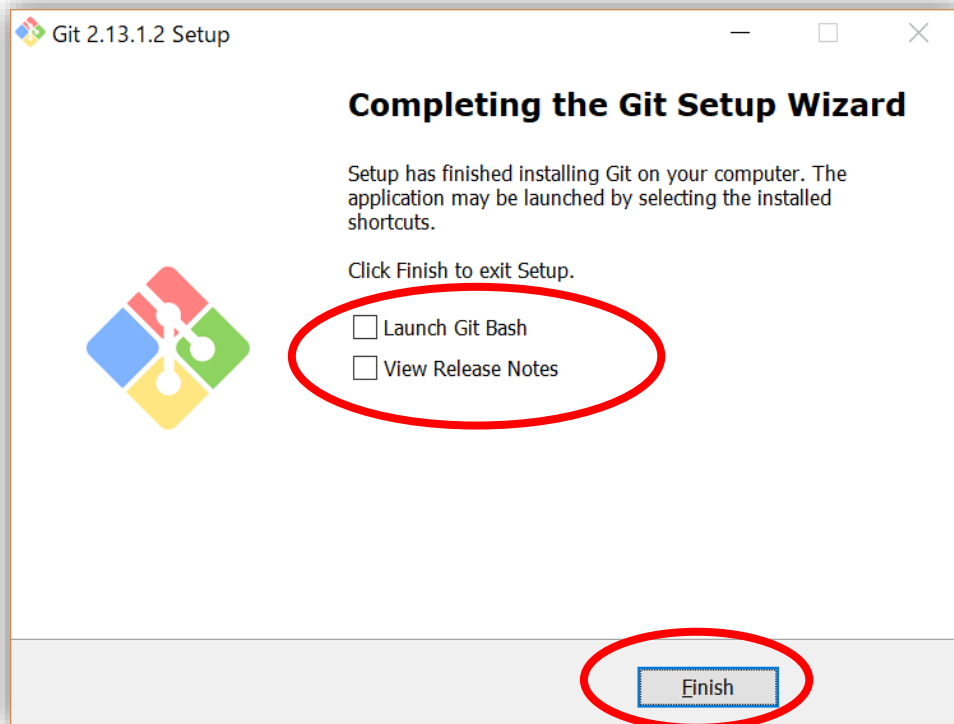 Git 2.13.1.2 Setup
Completing the Git Setup Wizard
Setup has finished installing Git on your computer. The
application may be launched by selecting the installed
shortcuts.
Click Finish to exit Setup.
Launch Git Bash
View Release Notes
Finish